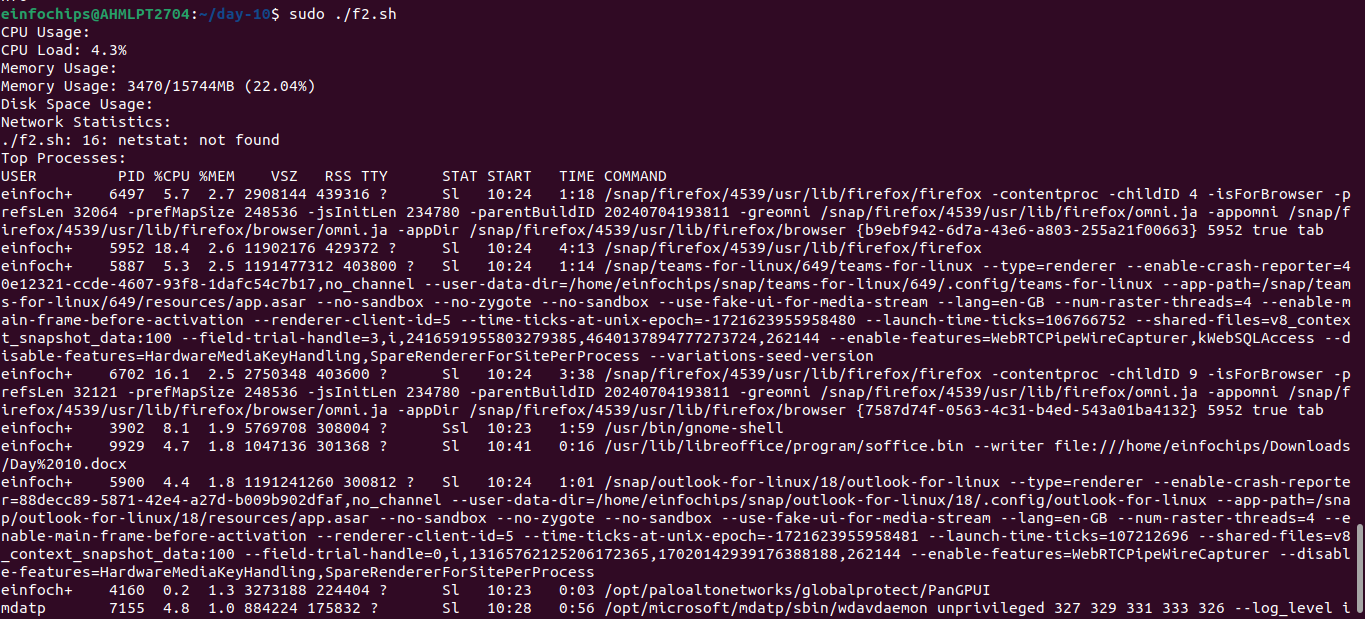 einfochips@AHMLPT2704:~/day-10$ sudo ./f2.sh
CPU Usage:
CPU Load: 4.3%
Memory Usage:
Memory Usage: 3470/15744MB (22.04%)
Disk Space Usage:
Network Statistics:
./f2.sh: 16: netstat: not found
Top Processes:
USER         PID %CPU %MEM    VSZ   RSS TTY      STAT START   TIME COMMAND
einfoch+    6497  5.7  2.7 2908144 439316 ?      Sl   10:24   1:18 /snap/firefox/4539/usr/lib/firefox/firefox -contentproc -childID 4 -isForBrowser -p
refsLen 32064 -prefMapSize 248536 -jsInitLen 234780 -parentBuildID 20240704193811 -greomni /snap/firefox/4539/usr/lib/firefox/omni.ja -appomni /snap/f
irefox/4539/usr/lib/firefox/browser/omni.ja -appDir /snap/firefox/4539/usr/lib/firefox/browser {b9ebf942-6d7a-43e6-a803-255a21f00663} 5952 true tab
einfoch+    5952 18.4  2.6 11902176 429372 ?     Sl   10:24   4:13 /snap/firefox/4539/usr/lib/firefox/firefox
einfoch+    5887  5.3  2.5 1191477312 403800 ?   Sl   10:24   1:14 /snap/teams-for-linux/649/teams-for-linux --type=renderer --enable-crash-reporter=4
0e12321-ccde-4607-93f8-1dafc54c7b17,no_channel --user-data-dir=/home/einfochips/snap/teams-for-linux/649/.config/teams-for-linux --app-path=/snap/team
s-for-linux/649/resources/app.asar --no-sandbox --no-zygote --no-sandbox --use-fake-ui-for-media-stream --lang=en-GB --num-raster-threads=4 --enable-m
ain-frame-before-activation --renderer-client-id=5 --time-ticks-at-unix-epoch=-1721623955958480 --launch-time-ticks=106766752 --shared-files=v8_contex
t_snapshot_data:100 --field-trial-handle=3,i,2416591955803279385,4640137894777273724,262144 --enable-features=WebRTCPipeWireCapturer,kWebSQLAccess --d
isable-features=HardwareMediaKeyHandling,SpareRendererForSitePerProcess --variations-seed-version
einfoch+    6702 16.1  2.5 2750348 403600 ?      Sl   10:24   3:38 /snap/firefox/4539/usr/lib/firefox/firefox -contentproc -childID 9 -isForBrowser -p
refsLen 32121 -prefMapSize 248536 -jsInitLen 234780 -parentBuildID 20240704193811 -greomni /snap/firefox/4539/usr/lib/firefox/omni.ja -appomni /snap/f
irefox/4539/usr/lib/firefox/browser/omni.ja -appDir /snap/firefox/4539/usr/lib/firefox/browser {7587d74f-0563-4c31-b4ed-543a01ba4132} 5952 true tab
einfoch+    3902  8.1  1.9 5769708 308004 ?      Ssl  10:23   1:59 /usr/bin/gnome-shell
einfoch+    9929  4.7  1.8 1047136 301368 ?      Sl   10:41   0:16 /usr/lib/libreoffice/program/soffice.bin --writer file:///home/einfochips/Downloads
/Day%2010.docx
einfoch+    5900  4.4  1.8 1191241260 300812 ?   Sl   10:24   1:01 /snap/outlook-for-linux/18/outlook-for-linux --type=renderer --enable-crash-reporte
r=88decc89-5871-42e4-a27d-b009b902dfaf,no_channel --user-data-dir=/home/einfochips/snap/outlook-for-linux/18/.config/outlook-for-linux --app-path=/sna
p/outlook-for-linux/18/resources/app.asar --no-sandbox --no-zygote --no-sandbox --use-fake-ui-for-media-stream --lang=en-GB --num-raster-threads=4 --e
nable-main-frame-before-activation --renderer-client-id=5 --time-ticks-at-unix-epoch=-1721623955958481 --launch-time-ticks=107212696 --shared-files=v8
_context_snapshot_data:100 --field-trial-handle=0,i,13165762125206172365,17020142939176388188,262144 --enable-features=WebRTCPipeWireCapturer --disabl
e-features=HardwareMediaKeyHandling,SpareRendererForSitePerProcess
einfoch+    4160  0.2  1.3 3273188 224404 ?      Sl   10:23   0:03 /opt/paloaltonetworks/globalprotect/PanGPUI
mdatp       7155  4.8  1.0 884224 175832 ?       Sl   10:28   0:56 /opt/microsoft/mdatp/sbin/wdavdaemon unprivileged 327 329 331 333 326 --log_level i